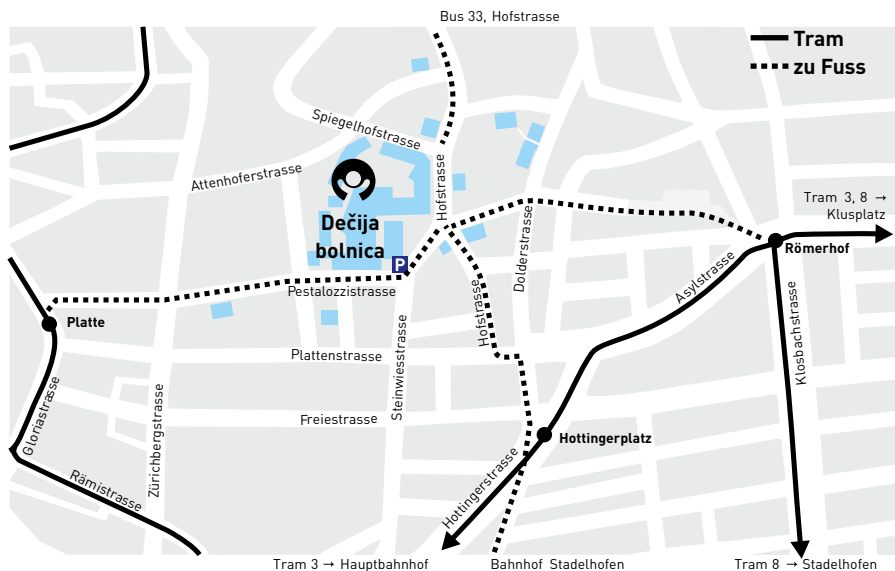 Bus 33, Hofstrasse
Tram
zu Fuss
Spiegelhofstrasse
Attenhoferstrasse
Hofstrasse
Tram 3, 8 →
Klusplatz
Dečija
bolnica
P
Dolderstrasse
Römerhof
Asylstrasse
Pestalozzistrasse
Hofstrasse
Platte
Plattenstrasse
Steinwiesstrasse
Klosbachstrasse
Gloriastrasse
Zürichbergstrasse
Freiestrasse
Hottingerplatz
Hottingerstrasse
Rämistrasse
Tram 3 → Hauptbahnhof
Bahnhof Stadelhofen
Tram 8 → Stadelhofen